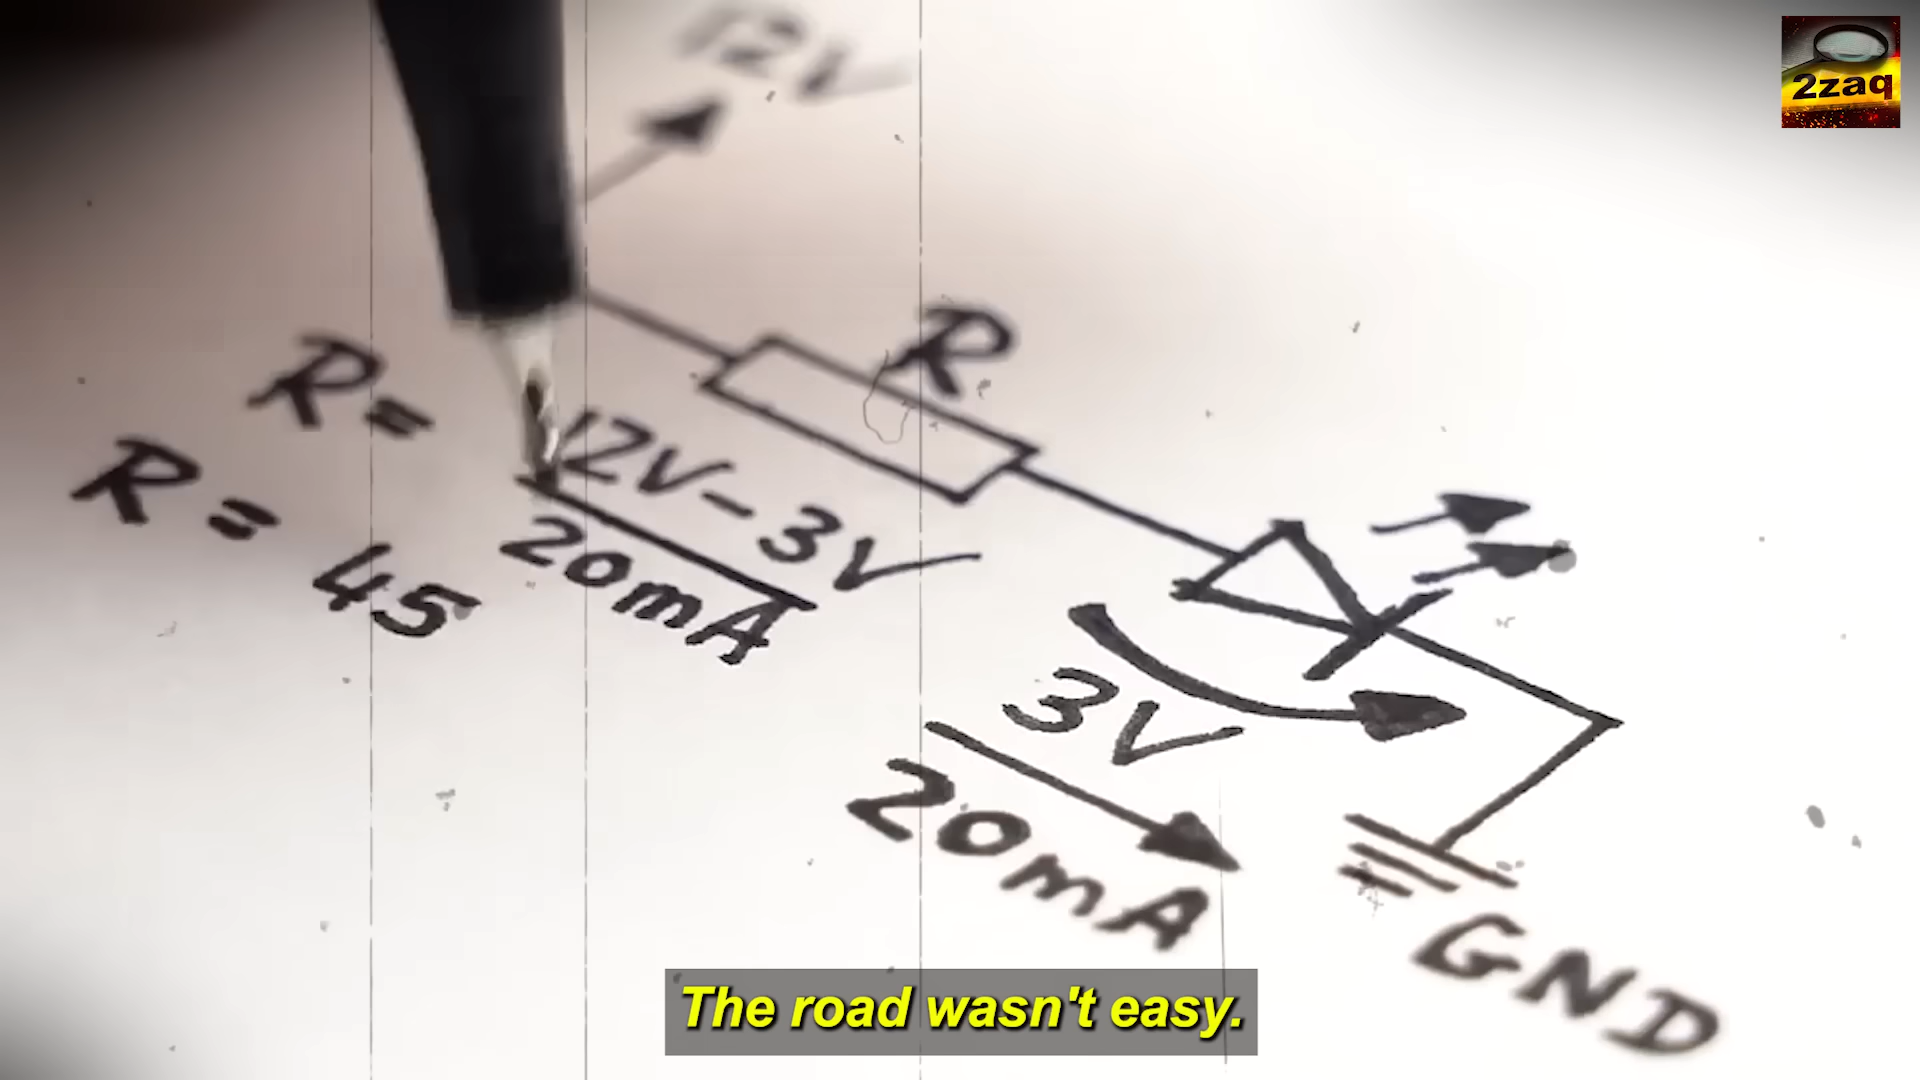 2zaq
12V
R
R=
12V-3V
20mA
R = 45
3V
20mA
GND
The road wasn't easy.